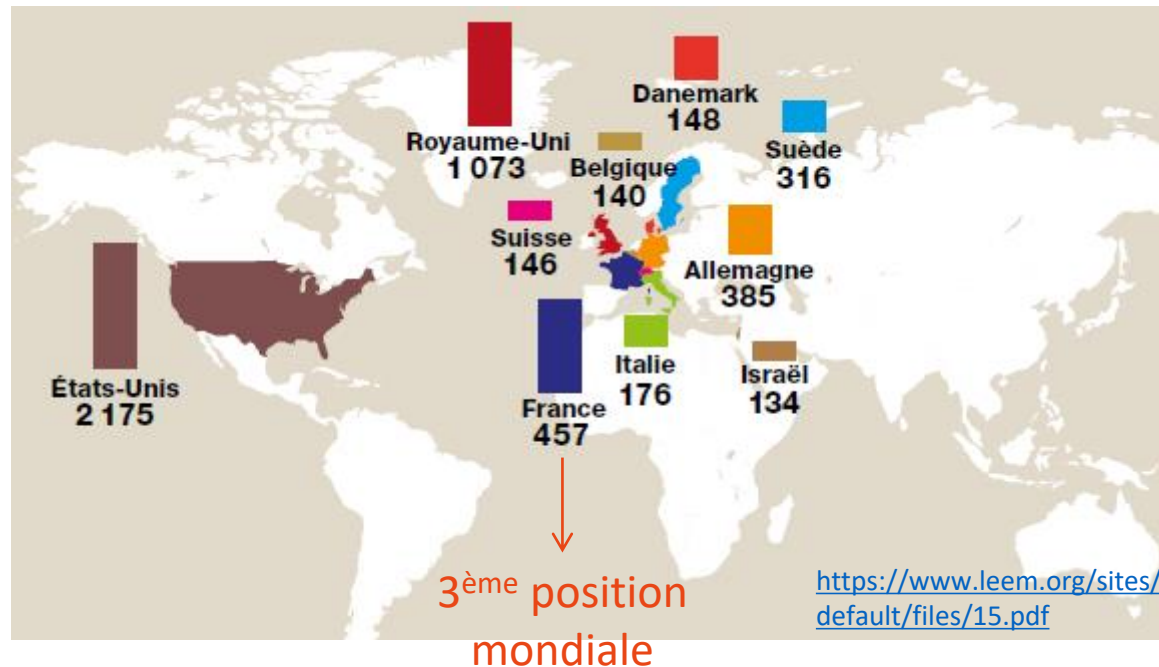 Danemark
148
Royaume-Uni
1 073
Belgique
140
Suède
316
Suisse
146
Allemagne
385
États-Unis
2 175
Italie
176
Israël
134
France
457
3ème position
mondiale
https://www.leem.org/sites/
default/files/15.pdf